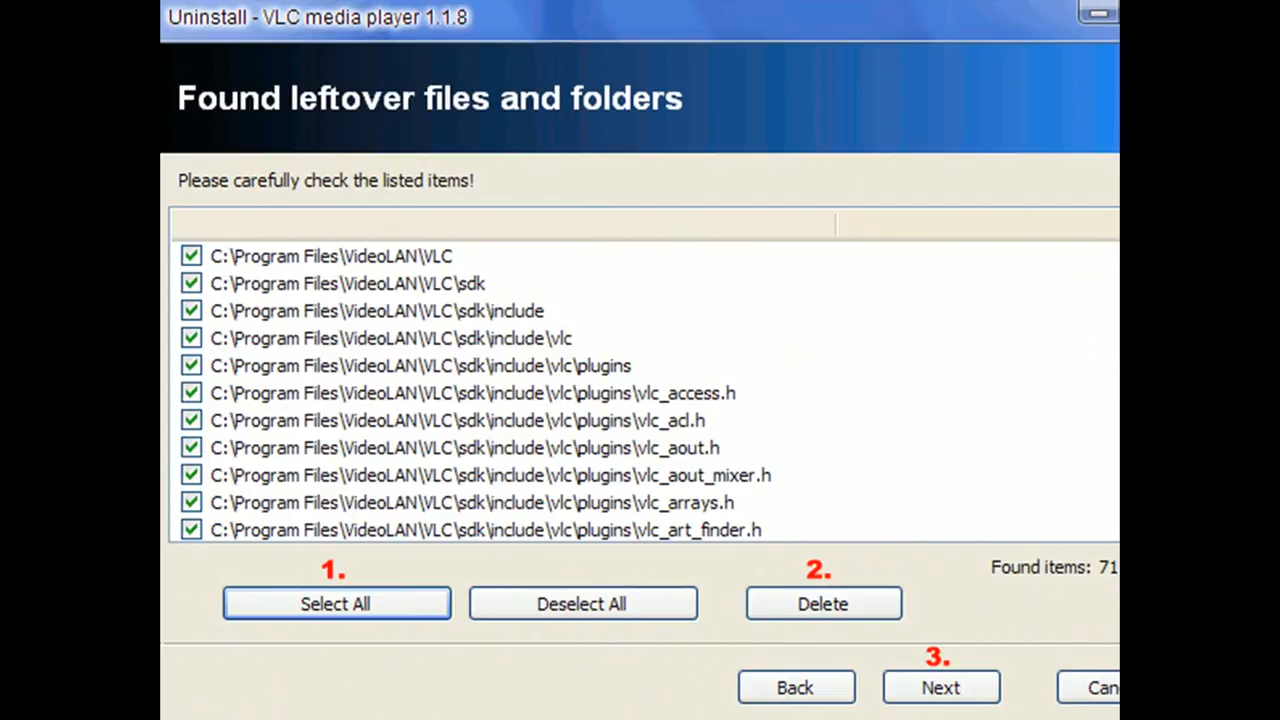 Uninstall - VLC media player 1.1.8
Found leftover files and folders
Please carefully check the listed items!
C:\Program Files\VideoLAN\VLC
C:\Program Files\VideoLAN\VLC\sdk
C:\Program Files\VideoLAN\VLC\sdk\include
C:\Program Files\VideoLAN\VLC\sdk\include\vlc
C:\Program Files\VideoLAN\VLC\sdk\include\vlc\plugins
C:\Program Files\VideoLAN\VLC\sdk\include\vlc\plugins\vlc_access.h
C:\Program Files\VideoLAN\VLC\sdk\include\vlc\plugins\vlc_acl.h
C:\Program Files\VideoLAN\VLC\sdk\include\vlc\plugins\vlc_aout.h
C:\Program Files\VideoLAN\VLC\sdk\include\vlc\plugins\vlc_aout_mixer.h
C:\Program Files\VideoLAN\VLC\sdk\include\vlc\plugins\vlc_arrays.h
C:\Program Files\VideoLAN\VLC\sdk\include\vlc\plugins\vlc_art_finder.h
Found items: 71
1. 2.
Select All Deselect All Delete
3.
Back Next Can